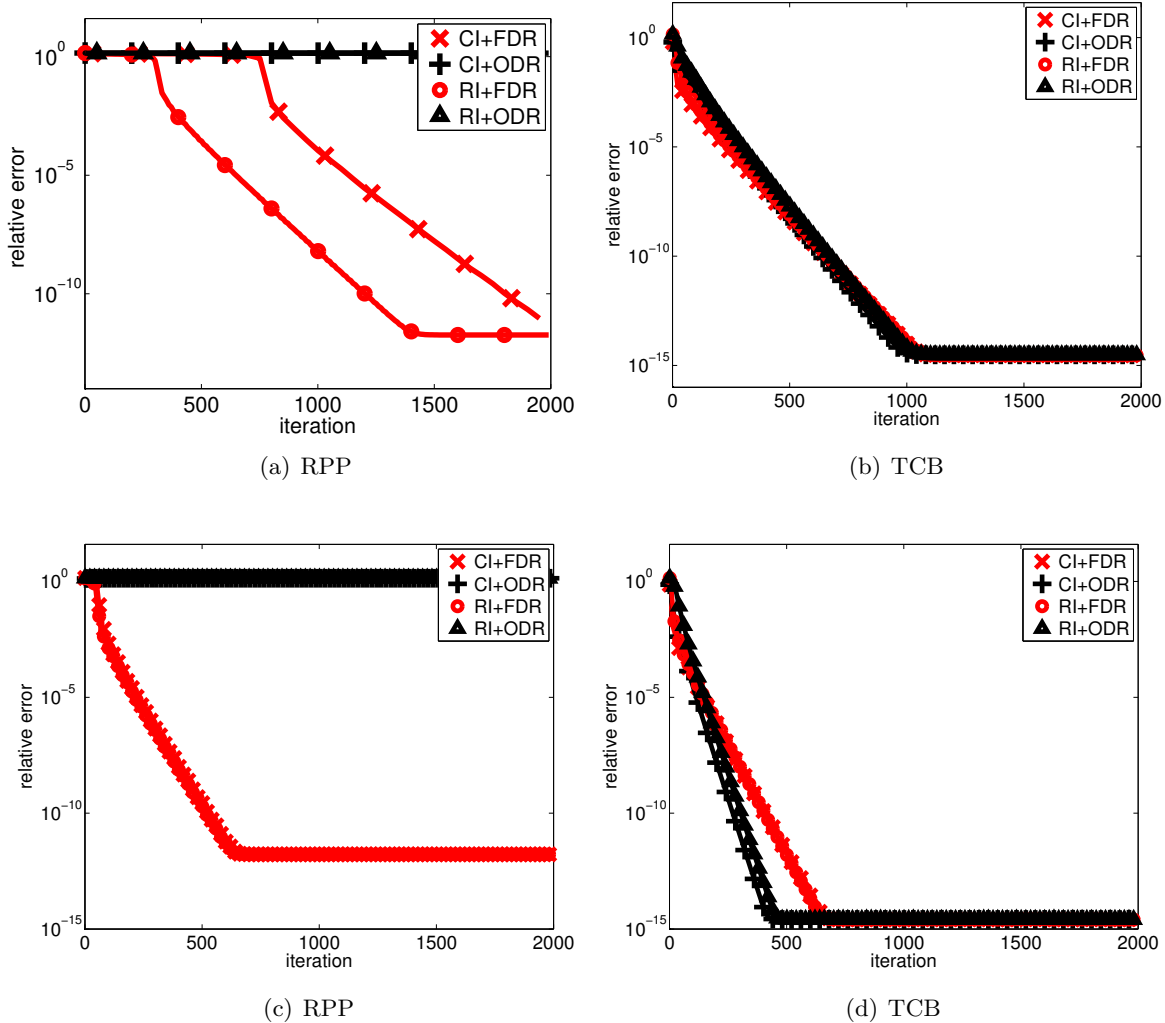 CI+FDR
CI+ODR
RI+FDR
RI+ODR
10^0
10^-5
10^-10
relative error
0 500 1000 1500 2000
iteration
(a) RPP
CI+FDR
CI+ODR
RI+FDR
RI+ODR
10^0
10^-5
10^-10
10^-15
relative error
0 500 1000 1500 2000
iteration
(b) TCB
CI+FDR
CI+ODR
RI+FDR
RI+ODR
10^0
10^-5
10^-10
10^-15
relative error
0 500 1000 1500 2000
iteration
(c) RPP
CI+FDR
CI+ODR
RI+FDR
RI+ODR
10^0
10^-5
10^-10
10^-15
relative error
0 500 1000 1500 2000
iteration
(d) TCB